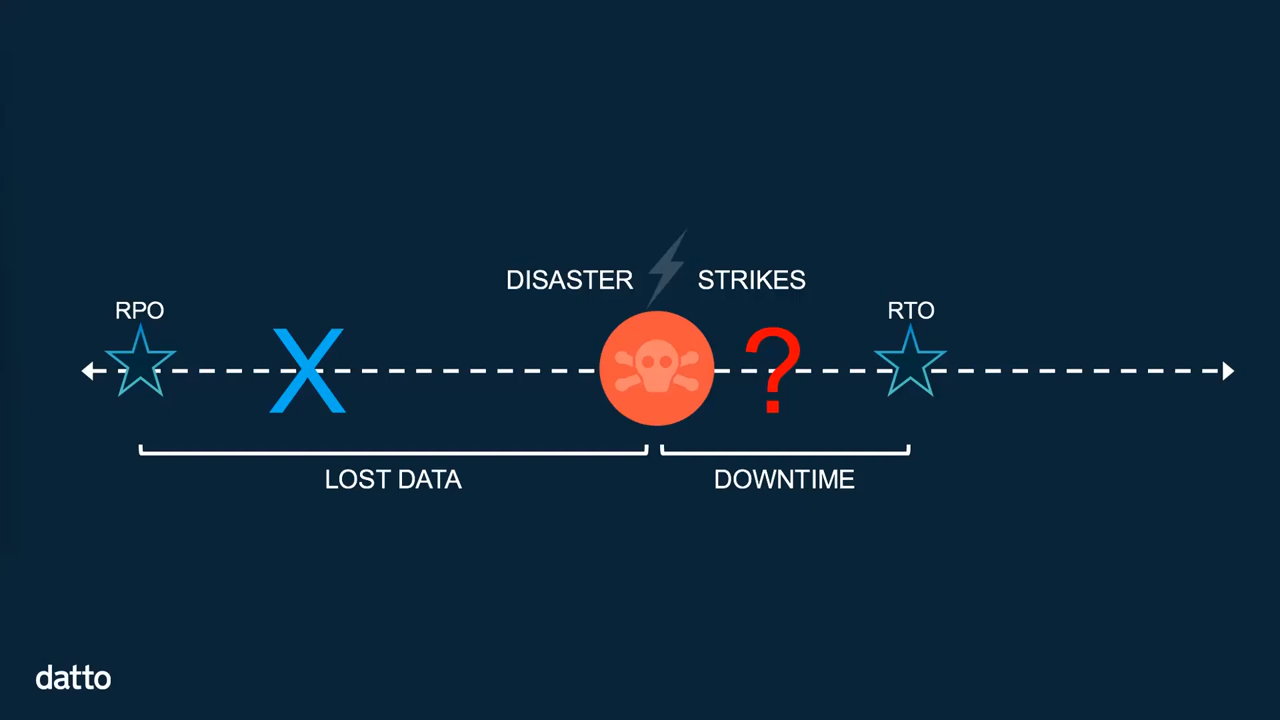 DISASTER STRIKES
RPO
RTO
X
?
LOST DATA
DOWNTIME
datto